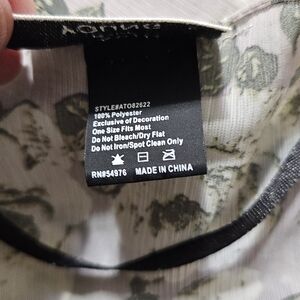 STYLE#ATO82622
100% Polyester
Exclusive of Decoration
One Size Fits Most
Do Not Bleach/Dry Flat
Do Not Iron/Spot Clean Only
RN#54976 MADE IN CHINA